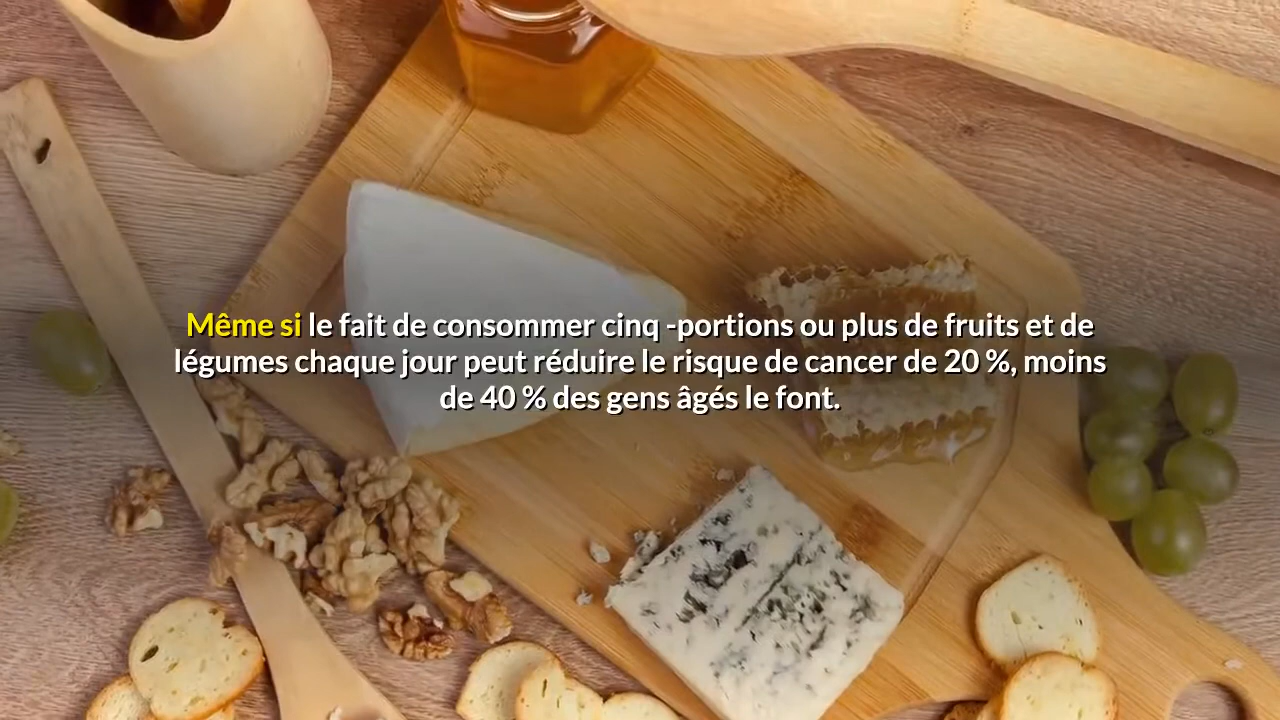 Même si le fait de consommer cinq -portions ou plus de fruits et de
légumes chaque jour peut réduire le risque de cancer de 20 %, moins
de 40 % des gens âgés le font.